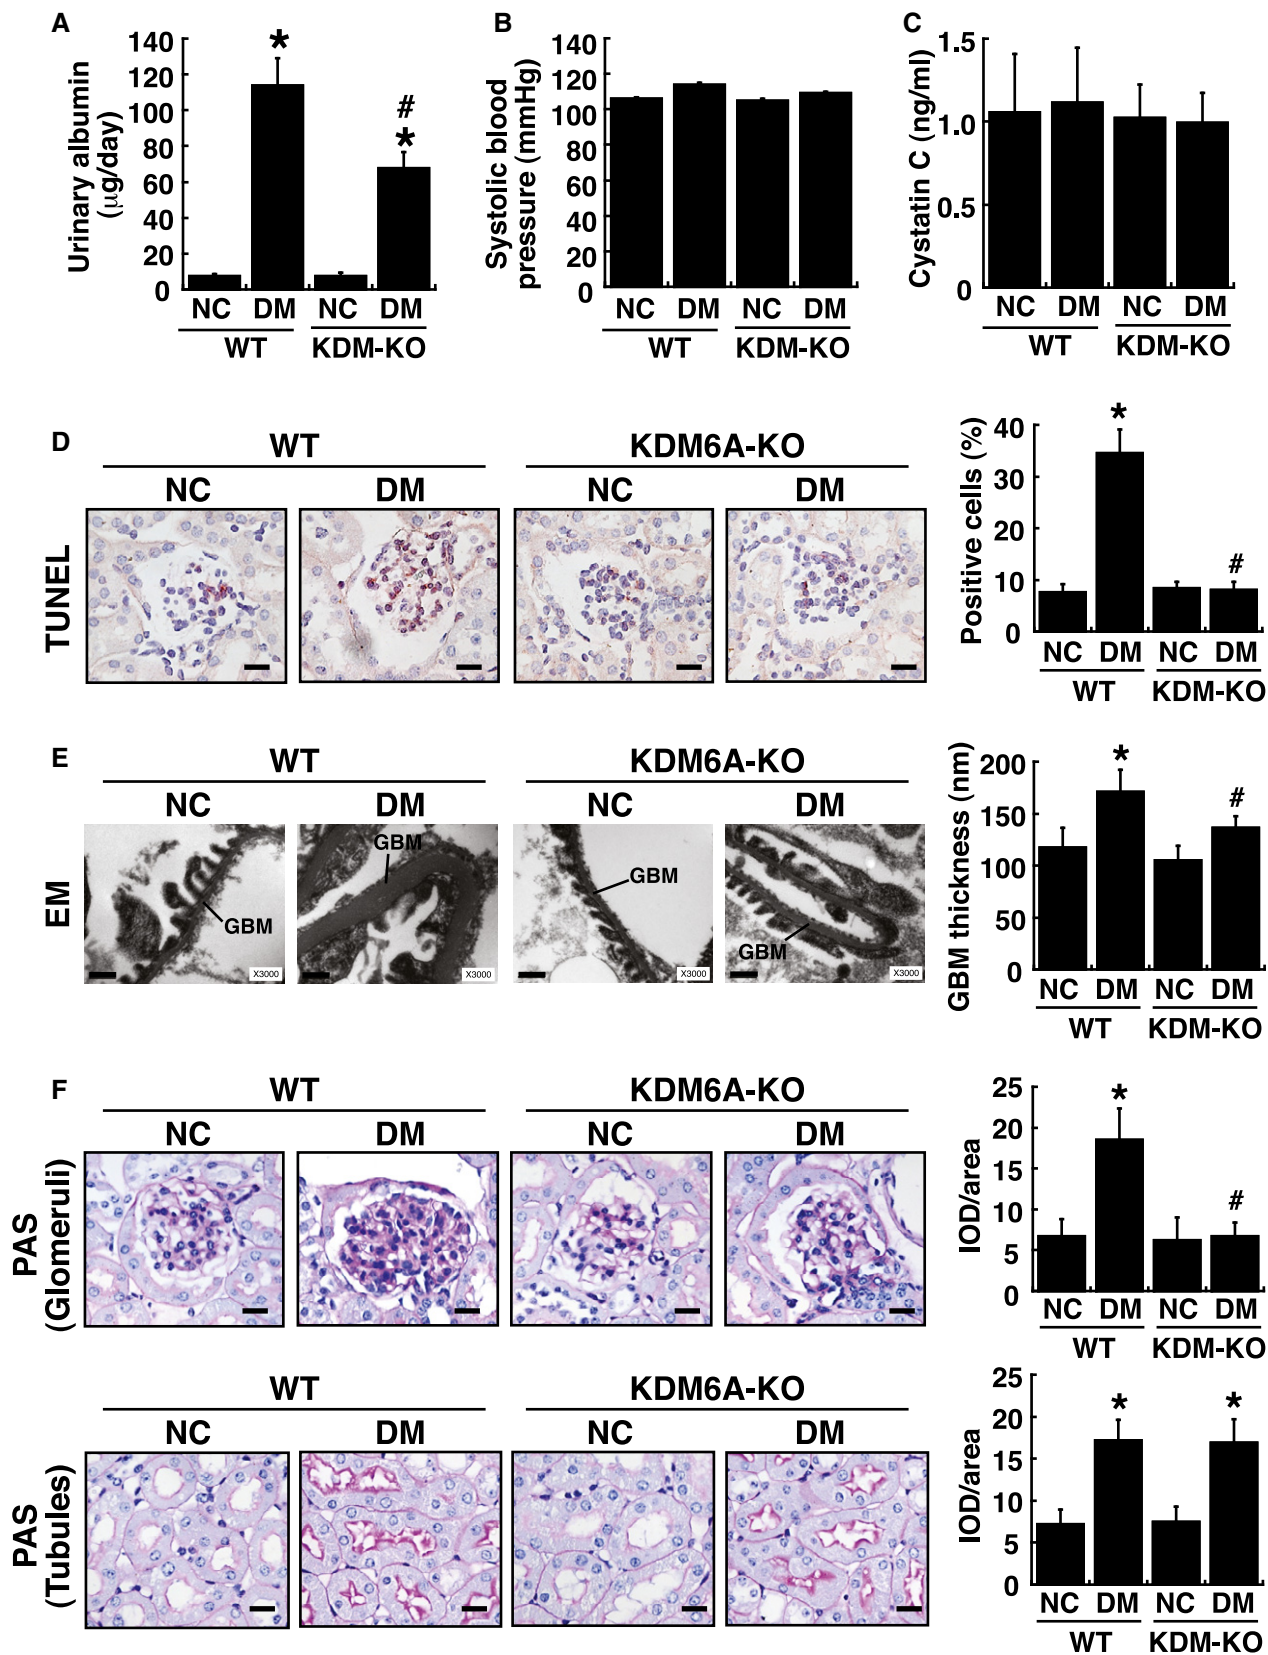 A
Urinary albumin
(μg/day)
140
120
100
80
60
40
20
0
*
#
*
NC DM NC DM
WT KDM-KO
B
Systolic blood
pressure (mmHg)
140
120
100
80
60
40
20
0
NC DM NC DM
WT KDM-KO
C
Cystatin C (ng/ml)
1.5
1.0
0.5
0
NC DM NC DM
WT KDM-KO
D
WT KDM6A-KO
NC DM NC DM
TUNEL
Positive cells (%)
40
30
20
10
0
*
#
NC DM NC DM
WT KDM-KO
E
WT KDM6A-KO
NC DM NC DM
EM
GBM
X3000
GBM
X3000
GBM
X3000
GBM
X3000
GBM thickness (nm)
200
150
100
50
0
*
#
NC DM NC DM
WT KDM-KO
F
WT KDM6A-KO
NC DM NC DM
PAS
(Glomeruli)
IOD/area
25
20
15
10
5
0
*
#
NC DM NC DM
WT KDM-KO
WT KDM6A-KO
NC DM NC DM
PAS
(Tubules)
IOD/area
25
20
15
10
5
0
*
*
NC DM NC DM
WT KDM-KO